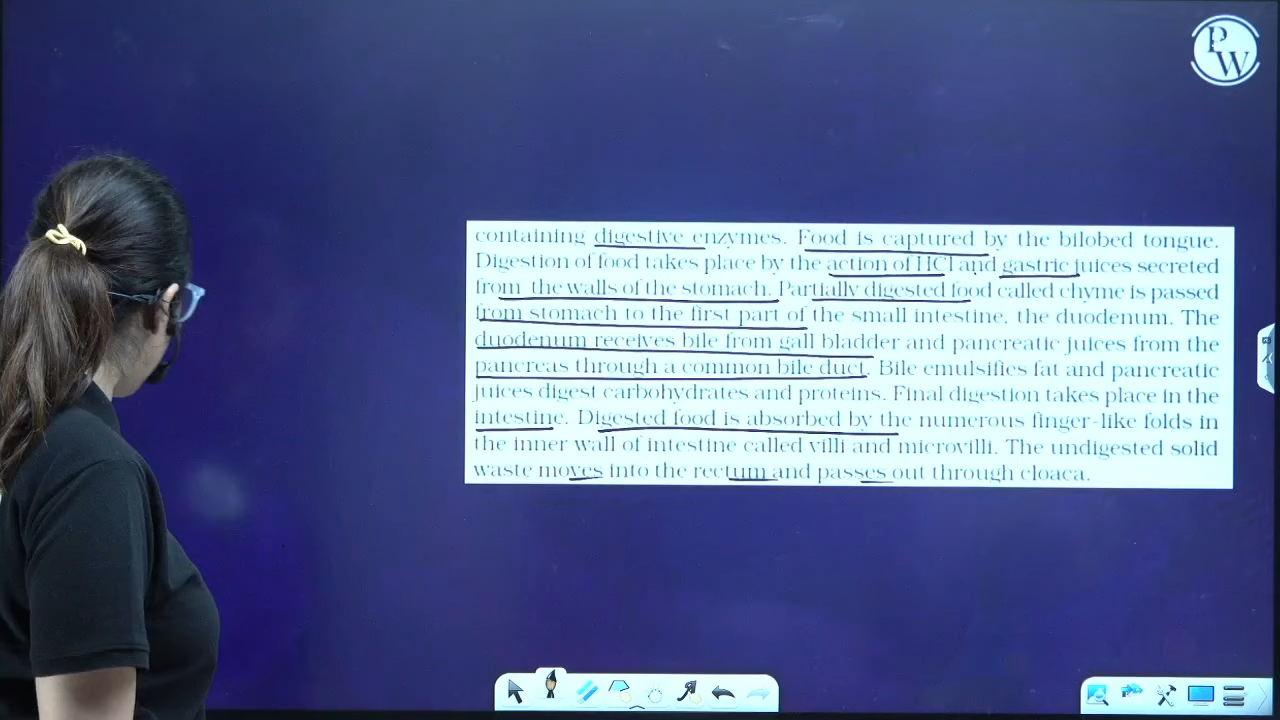 PW
containing digestive enzymes. Food is captured by the bilobed tongue.
Digestion of food takes place by the action of HCl and gastric juices secreted
from the walls of the stomach. Partially digested food called chyme is passed
from stomach to the first part of the small intestine, the duodenum. The
duodenum receives bile from gall bladder and pancreatic juices from the
pancreas through a common bile duct. Bile emulsifies fat and pancreatic
juices digest carbohydrates and proteins. Final digestion takes place in the
intestine. Digested food is absorbed by the numerous finger-like folds in
the inner wall of intestine called villi and microvilli. The undigested solid
waste moves into the rectum and passes out through cloaca.